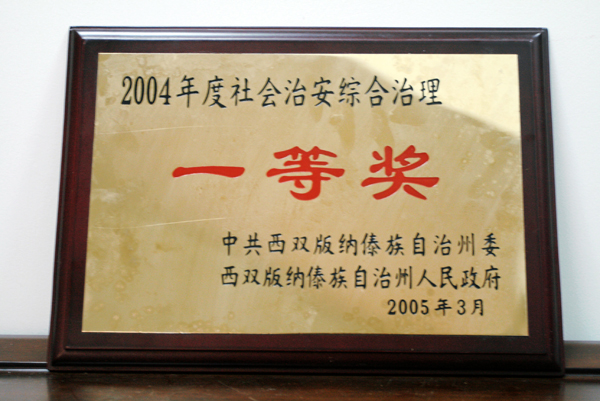 2004年度社会治安综合治理
一等奖
中共西双版纳傣族自治州委
西双版纳傣族自治州人民政府
2005年3月